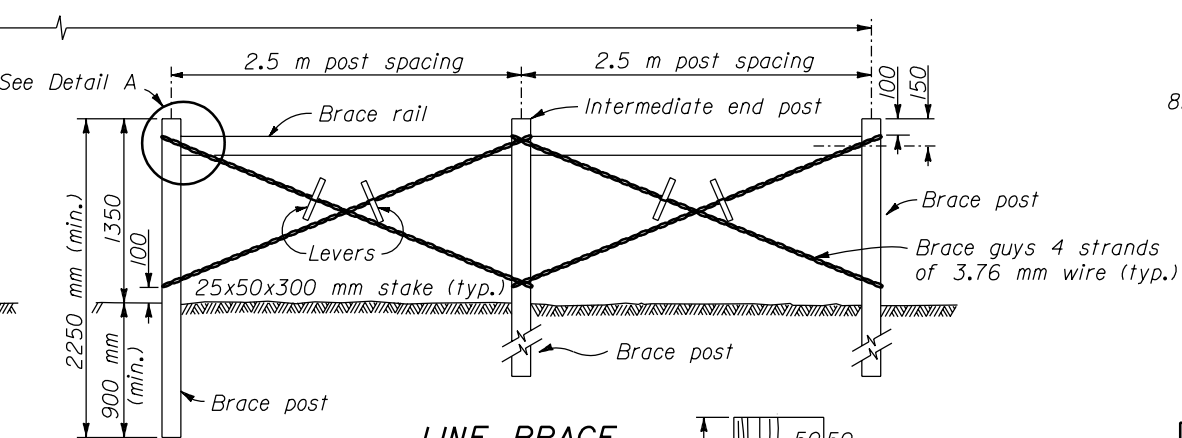 2.5 m post spacing
2.5 m post spacing
See Detail A
Brace rail
Intermediate end post
100
150
2250 mm (min.)
1350
100
Levers
Brace post
Brace guys 4 strands
of 3.76 mm wire (typ.)
25x50x300 mm stake (typ.)
900 mm
(min.)
Brace post
Brace post
LINE BRACE
50
50